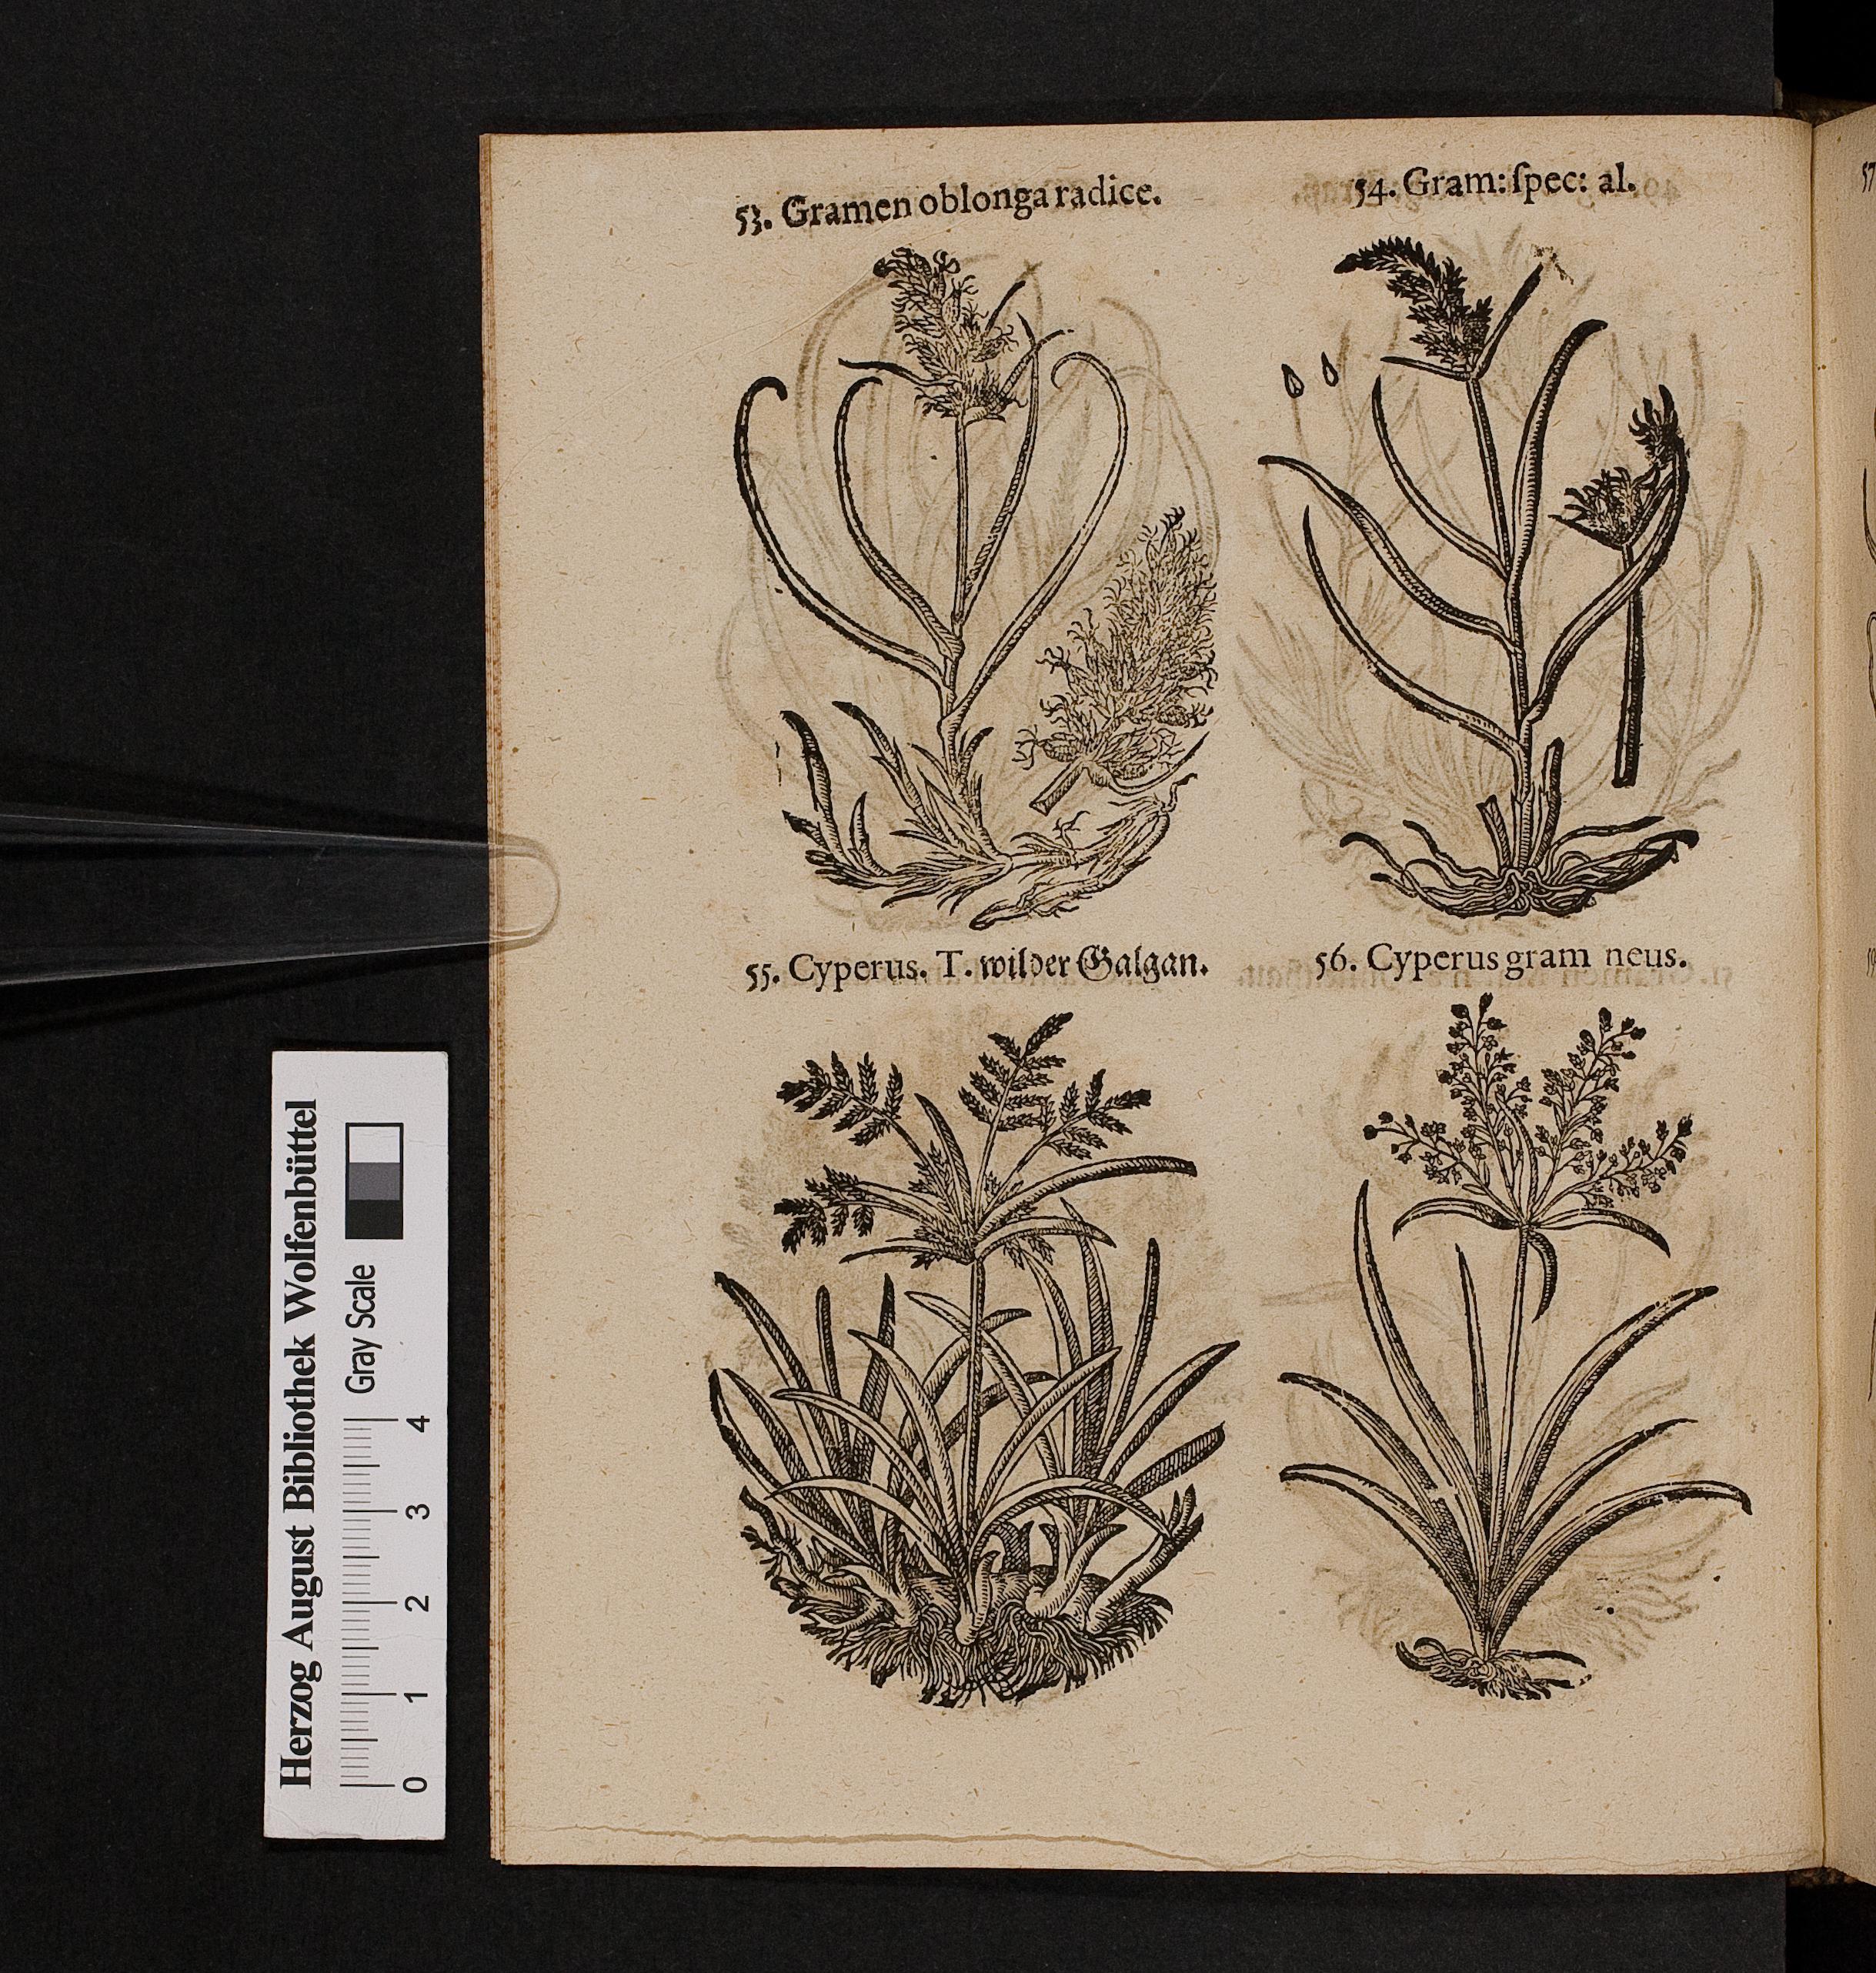 53. Gramen oblonga radice.
54. Gram: ſpec: al.
55. Cyperus. T. wilder Galgan.
56. Cyperus gram neus.
57
Herzog August Bibliothek Wolfenbüttel
Gray Scale
0 1 2 3 4